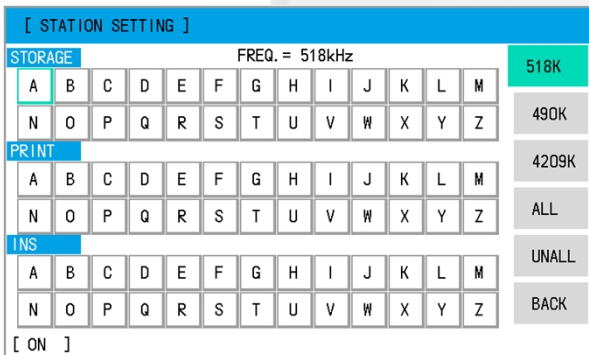 [ STATION SETTING ]
STORAGE FREQ. = 518kHz
A B C D E F G H I J K L M
N O P Q R S T U V W X Y Z
PRINT
A B C D E F G H I J K L M
N O P Q R S T U V W X Y Z
INS
A B C D E F G H I J K L M
N O P Q R S T U V W X Y Z
[ ON ]
518K
490K
4209K
ALL
UNALL
BACK